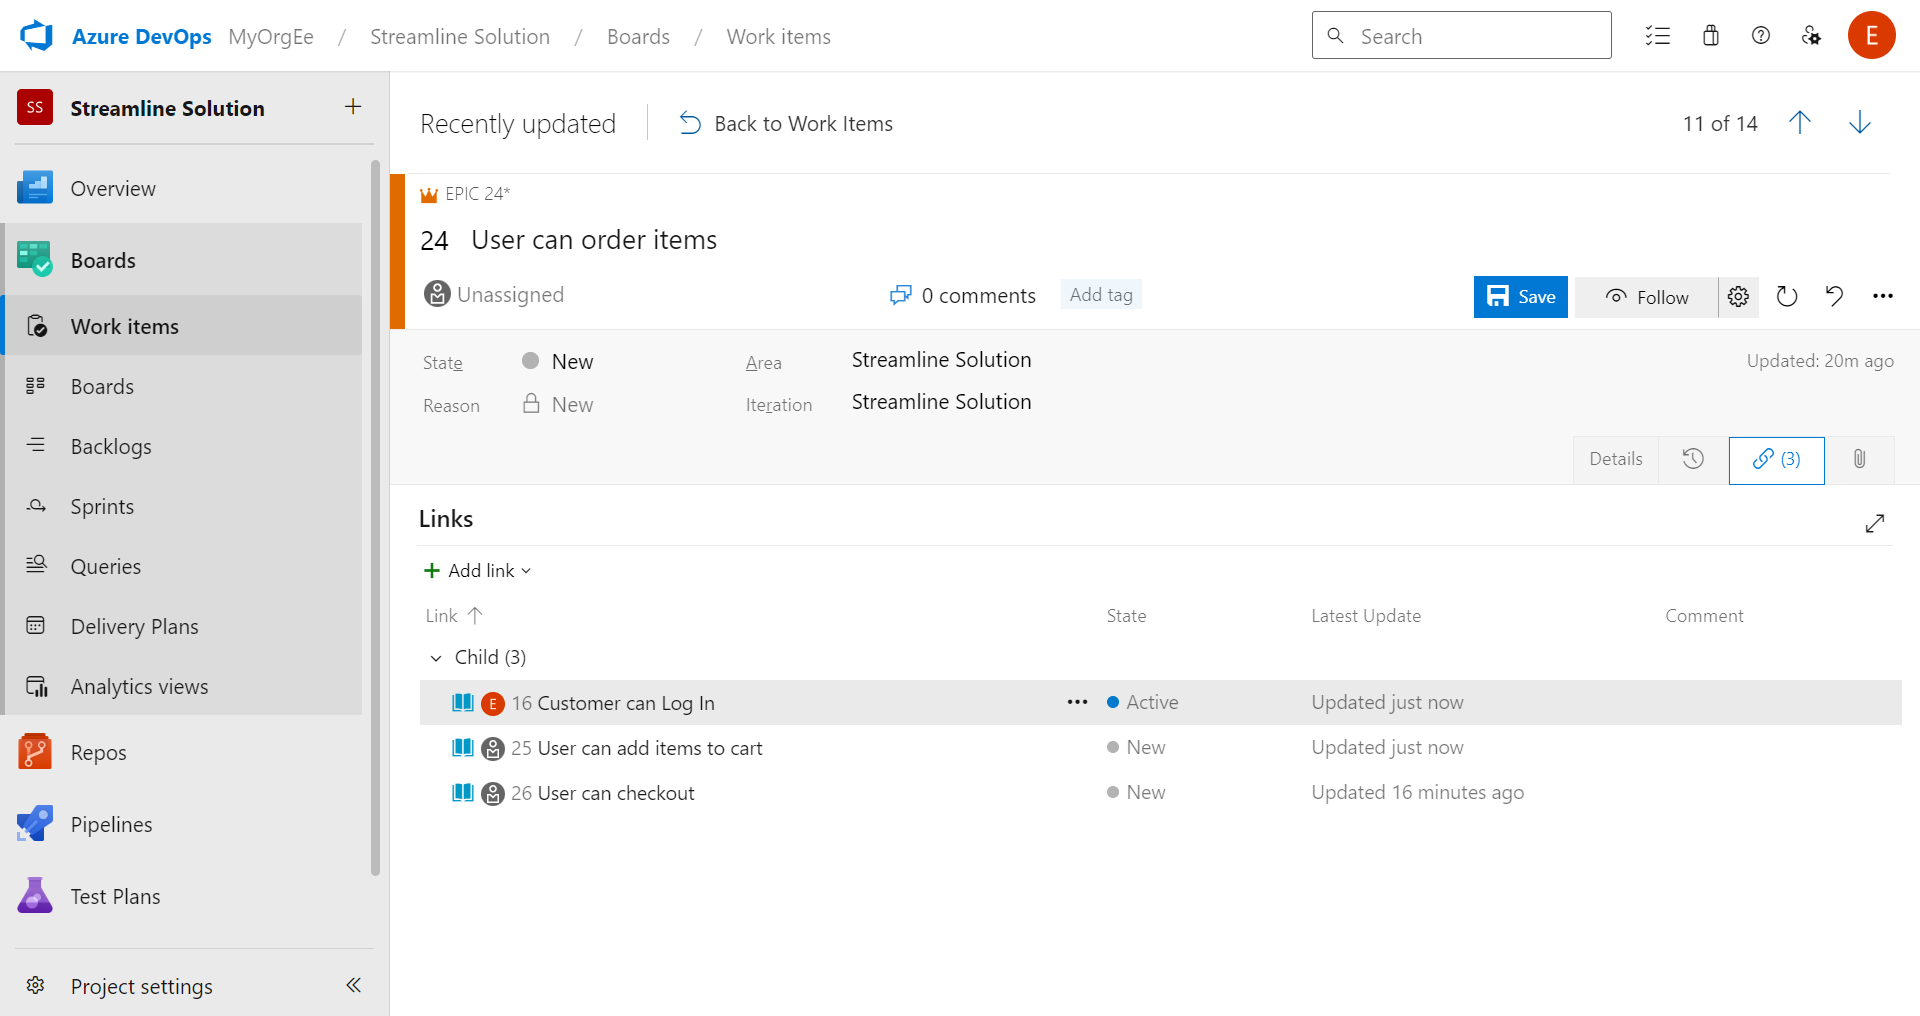 Azure DevOps MyOrgEe / Streamline Solution / Boards / Work items
Search
E
SS Streamline Solution
Overview
Boards
Work items
Boards
Backlogs
Sprints
Queries
Delivery Plans
Analytics views
Repos
Pipelines
Test Plans
Project settings
Recently updated
Back to Work Items
11 of 14
EPIC 24*
24 User can order items
Unassigned
0 comments
Add tag
Save
Follow
State New
Area Streamline Solution
Updated: 20m ago
Reason New
Iteration Streamline Solution
Details
(3)
Links
Add link
Link State Latest Update Comment
Child (3)
E 16 Customer can Log In ••• Active Updated just now
25 User can add items to cart New Updated just now
26 User can checkout New Updated 16 minutes ago